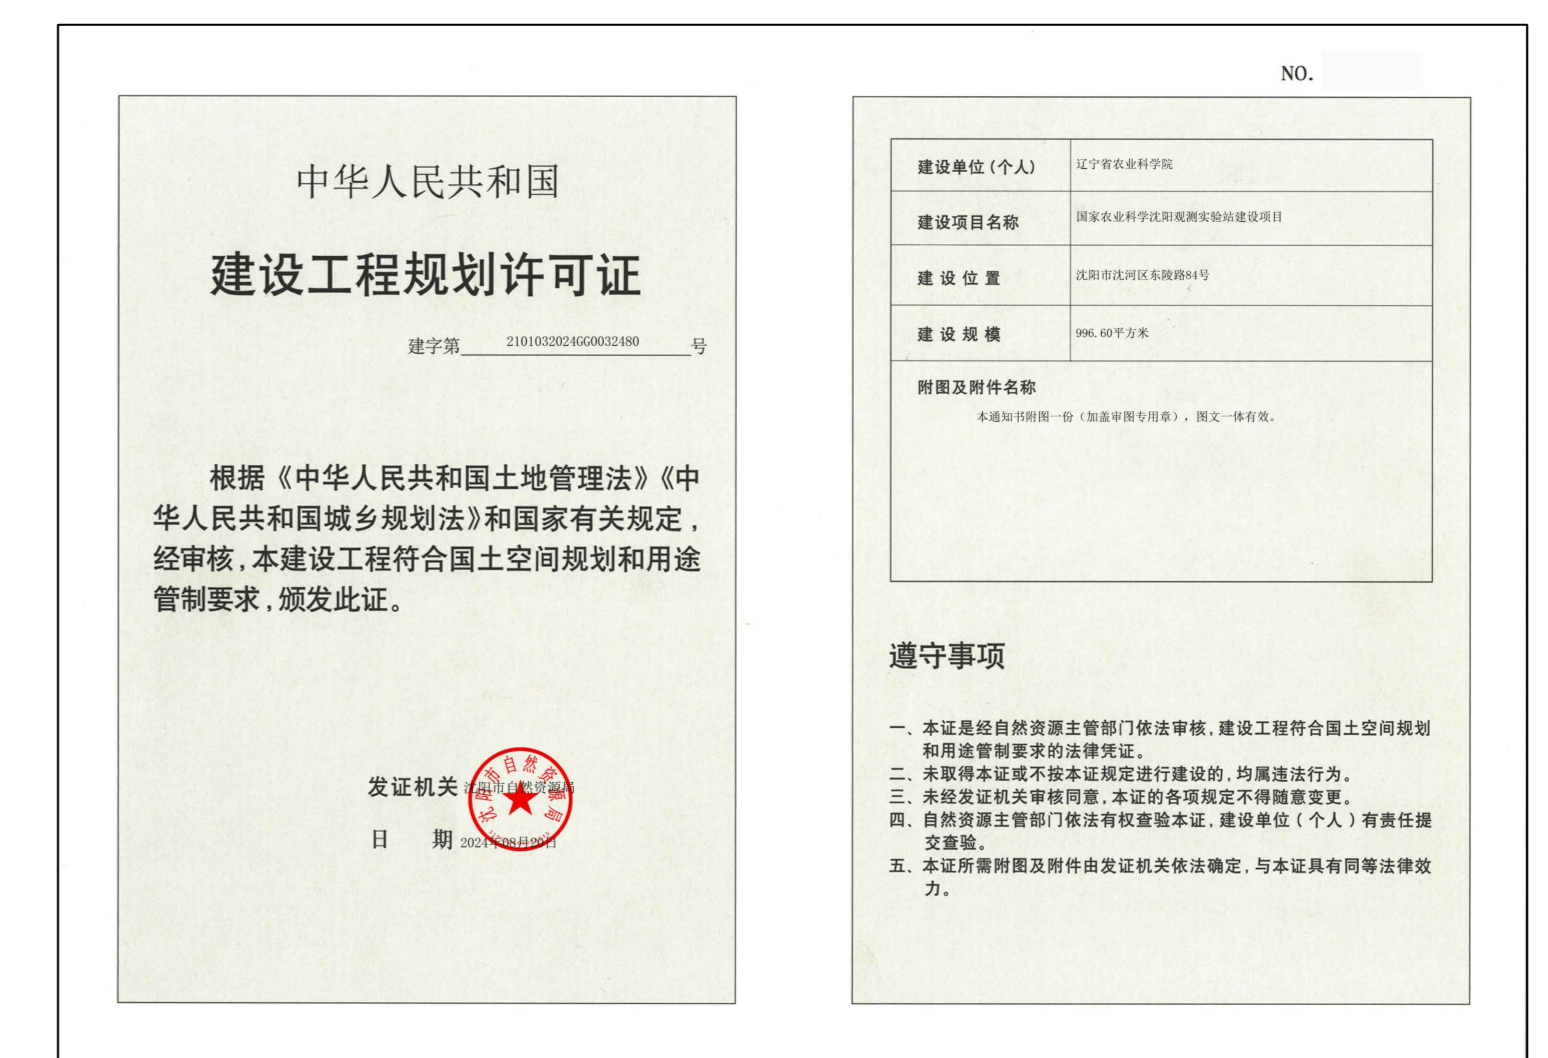 中华人民共和国
建设工程规划许可证
建字第 2101032024GG0032480 号
根据《中华人民共和国土地管理法》《中
华人民共和国城乡规划法》和国家有关规定，
经审核，本建设工程符合国土空间规划和用途
管制要求，颁发此证。
发证机关 沈阳市自然资源局
沈阳市自然资源局
日 期 2024年08月20日
NO.
建设单位(个人) 辽宁省农业科学院
建设项目名称 国家农业科学沈阳观测实验站建设项目
建设位置 沈阳市沈河区东陵路84号
建设规模 996.60平方米
附图及附件名称
本通知书附图一份（加盖审图专用章），图文一体有效。
遵守事项
一、本证是经自然资源主管部门依法审核，建设工程符合国土空间规划
和用途管制要求的法律凭证。
二、未取得本证或不按本证规定进行建设的，均属违法行为。
三、未经发证机关审核同意，本证的各项规定不得随意变更。
四、自然资源主管部门依法有权查验本证，建设单位（个人）有责任提
交查验。
五、本证所需附图及附件由发证机关依法确定，与本证具有同等法律效
力。